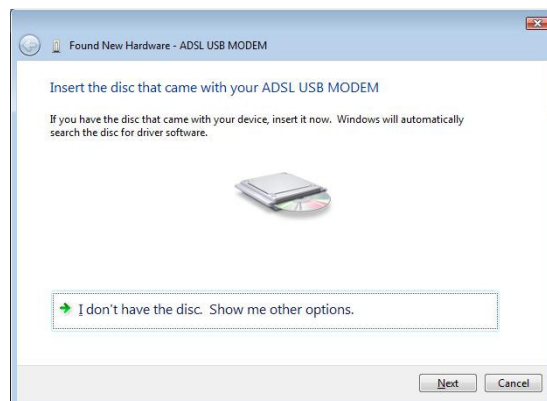 Found New Hardware - ADSL USB MODEM
Insert the disc that came with your ADSL USB MODEM
If you have the disc that came with your device, insert it now.  Windows will automatically
search the disc for driver software.
I don't have the disc.  Show me other options.
Next
Cancel